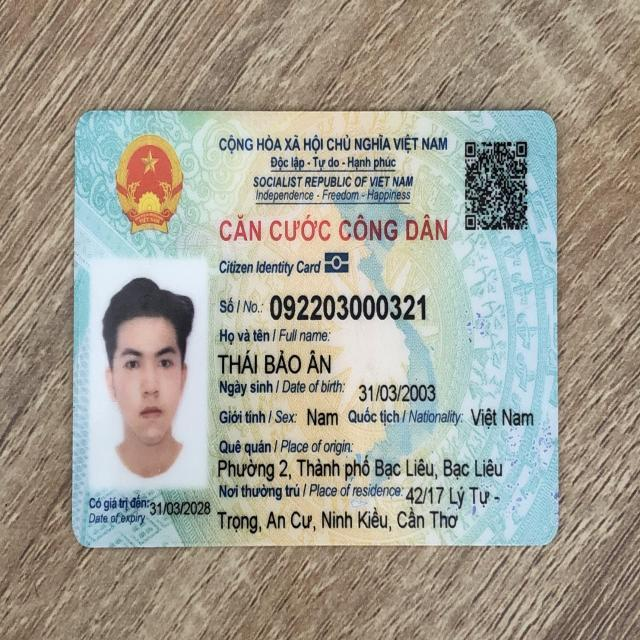 CỘNG HÒA XÃ HỘI CHỦ NGHĨA VIỆT NAM
Độc lập - Tự do - Hạnh phúc
SOCIALIST REPUBLIC OF VIET NAM
Independence - Freedom - Happiness
CĂN CƯỚC CÔNG DÂN
Citizen Identity Card
Số / No.: 092203000321
Họ và tên / Full name:
THÁI BẢO ÂN
Ngày sinh / Date of birth: 31/03/2003
Giới tính / Sex: Nam Quốc tịch / Nationality: Việt Nam
Quê quán / Place of origin:
Phường 2, Thành phố Bạc Liêu, Bạc Liêu
Nơi thường trú / Place of residence: 42/17 Lý Tự -
Trọng, An Cư, Ninh Kiều, Cần Thơ
Có giá trị đến: 31/03/2028
Date of expiry